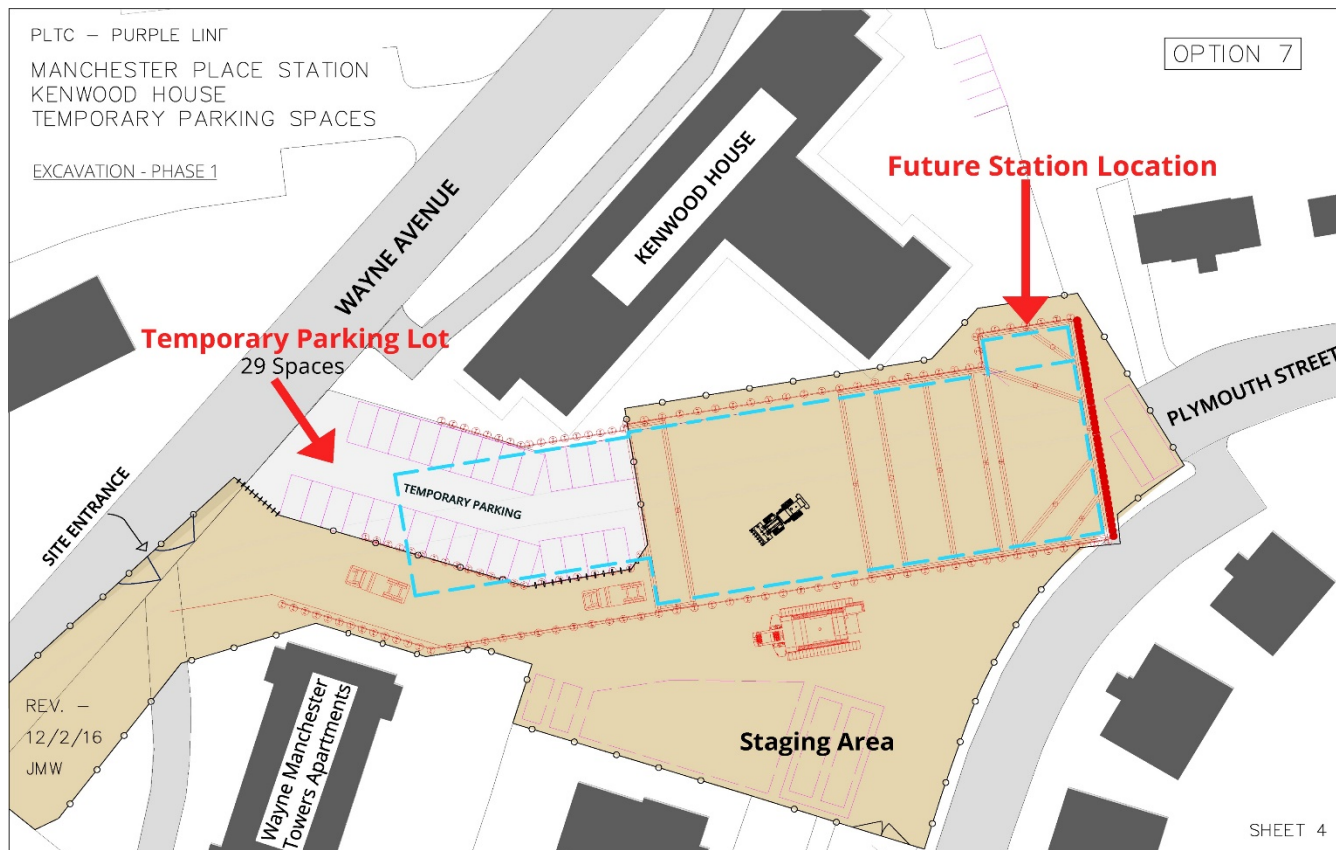 PLTC – PURPLE LINE
MANCHESTER PLACE STATION
KENWOOD HOUSE
TEMPORARY PARKING SPACES
EXCAVATION - PHASE 1
OPTION 7
WAYNE AVENUE
KENWOOD HOUSE
Future Station Location
Temporary Parking Lot
29 Spaces
PLYMOUTH STREET
TEMPORARY PARKING
SITE ENTRANCE
REV. –
12/2/16
JMW
Wayne Manchester
Towers Apartments
Staging Area
SHEET 4